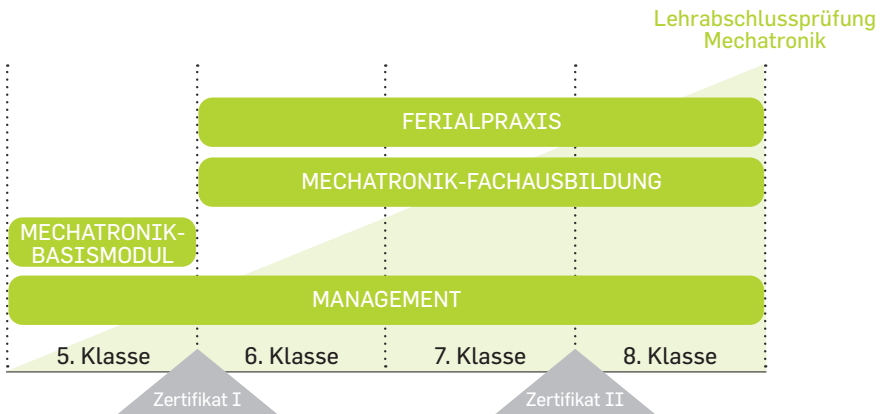 Lehrabschlussprüfung
Mechatronik
FERIALPRAXIS
MECHATRONIK-FACHAUSBILDUNG
MECHATRONIK-
BASISMODUL
MANAGEMENT
5. Klasse
6. Klasse
7. Klasse
8. Klasse
Zertifikat I
Zertifikat II